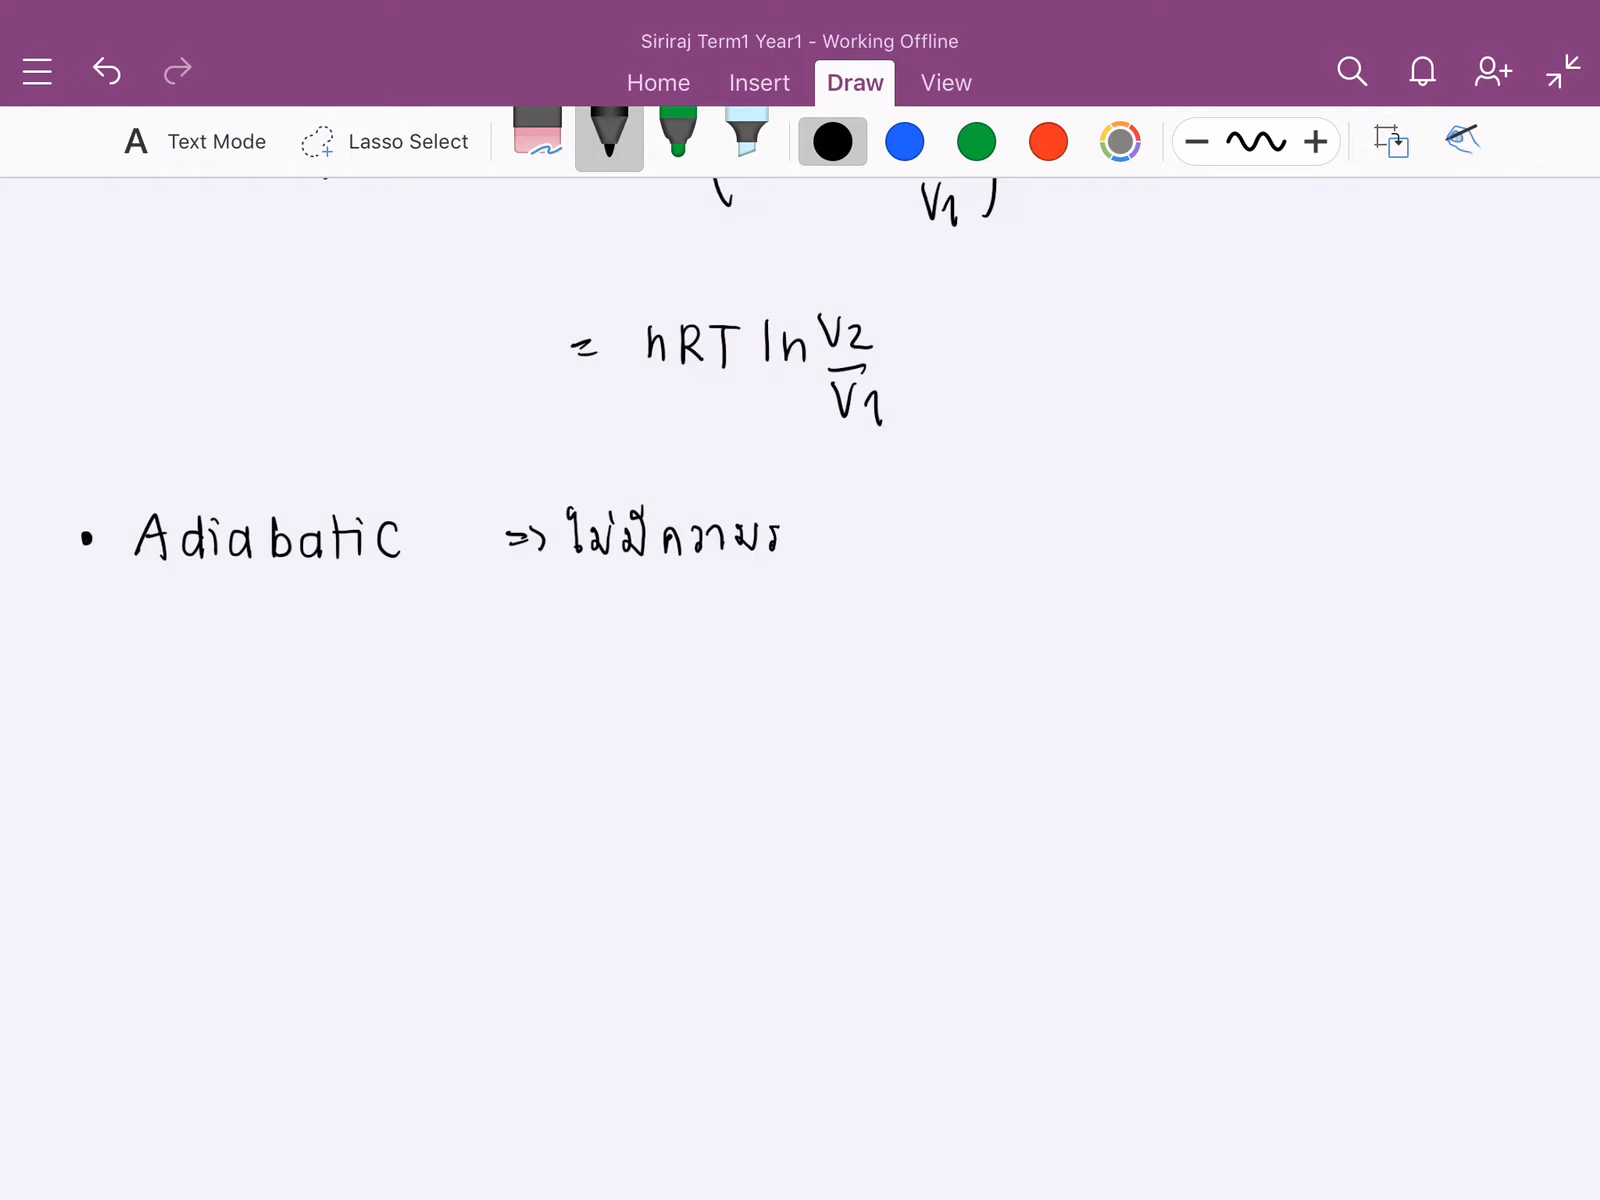 Siriraj Term1 Year1 - Working Offline
Home Insert Draw View
A Text Mode Lasso Select
( V1 )
= nRT ln V2
V1
• Adiabatic => ไม่มีความร